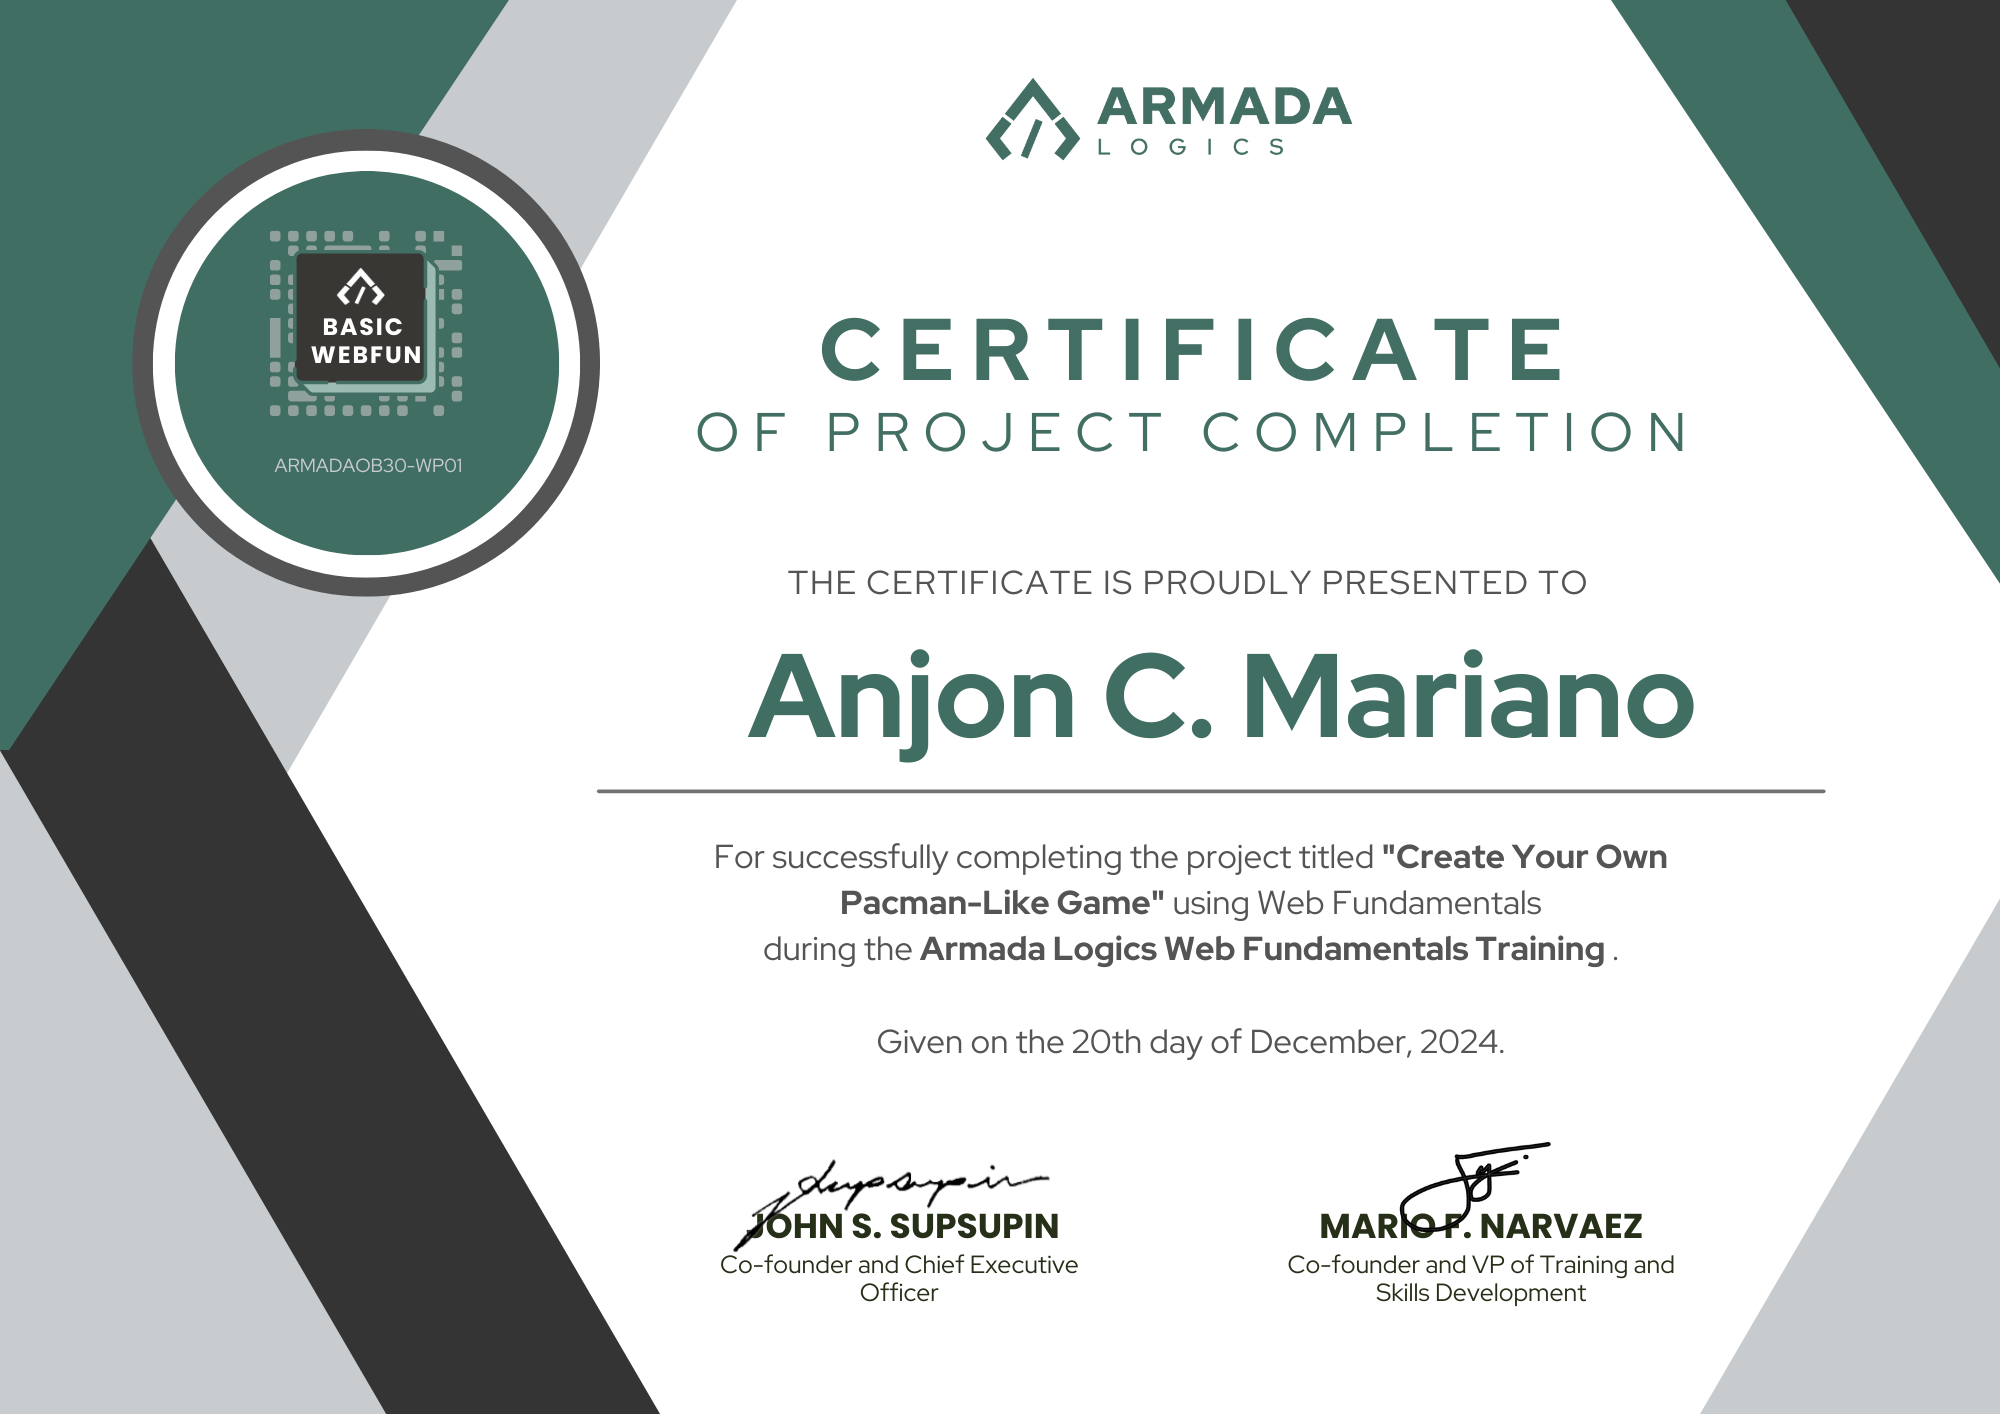 ARMADA
LOGICS
BASIC
WEBFUN
ARMADAOB30-WP01
CERTIFICATE
OF PROJECT COMPLETION
THE CERTIFICATE IS PROUDLY PRESENTED TO
Anjon C. Mariano
For successfully completing the project titled "Create Your Own
Pacman-Like Game" using Web Fundamentals
during the Armada Logics Web Fundamentals Training .
Given on the 20th day of December, 2024.
JOHN S. SUPSUPIN
Co-founder and Chief Executive
Officer
MARIO F. NARVAEZ
Co-founder and VP of Training and
Skills Development